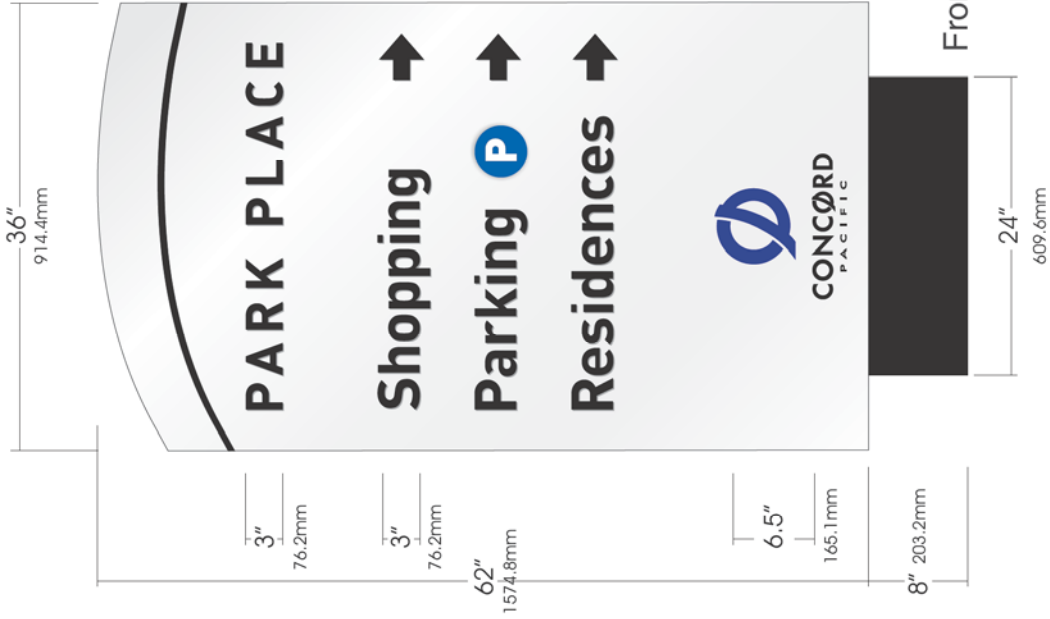 36"
914.4mm
PARK PLACE
Shopping
Parking P
Residences
CONCORD
PACIFIC
3"
76.2mm
3"
76.2mm
62"
1574.8mm
6.5"
165.1mm
8"
203.2mm
24"
609.6mm
Fro